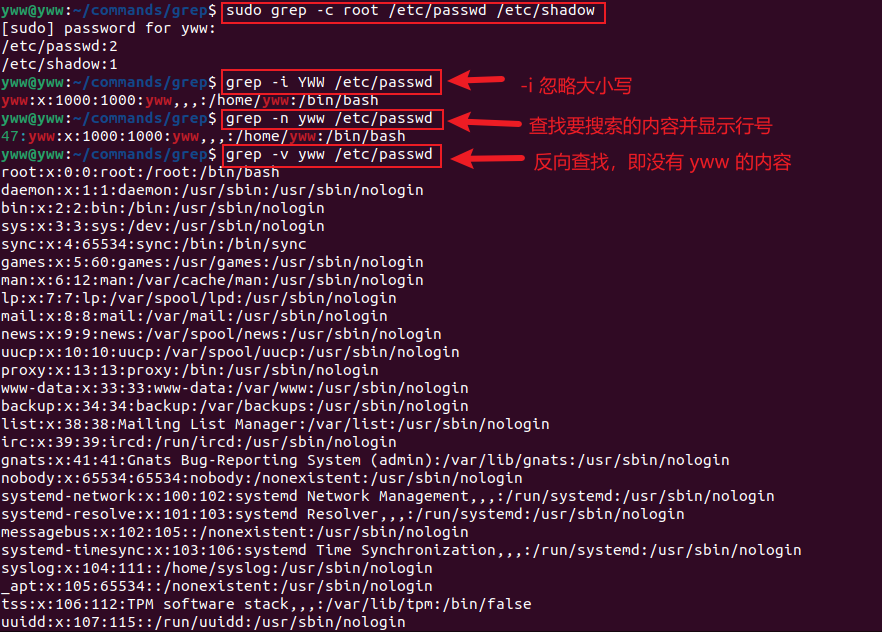 yww@yww:~/commands/grep$ sudo grep -c root /etc/passwd /etc/shadow
[sudo] password for yww:
/etc/passwd:2
/etc/shadow:1
yww@yww:~/commands/grep$ grep -i YWW /etc/passwd -i 忽略大小写
yww:x:1000:1000:yww,,,:/home/yww:/bin/bash
yww@yww:~/commands/grep$ grep -n yww /etc/passwd 查找要搜索的内容并显示行号
47:yww:x:1000:1000:yww,,,:/home/yww:/bin/bash
yww@yww:~/commands/grep$ grep -v yww /etc/passwd 反向查找，即没有 yww 的内容
root:x:0:0:root:/root:/bin/bash
daemon:x:1:1:daemon:/usr/sbin:/usr/sbin/nologin
bin:x:2:2:bin:/bin:/usr/sbin/nologin
sys:x:3:3:sys:/dev:/usr/sbin/nologin
sync:x:4:65534:sync:/bin:/bin/sync
games:x:5:60:games:/usr/games:/usr/sbin/nologin
man:x:6:12:man:/var/cache/man:/usr/sbin/nologin
lp:x:7:7:lp:/var/spool/lpd:/usr/sbin/nologin
mail:x:8:8:mail:/var/mail:/usr/sbin/nologin
news:x:9:9:news:/var/spool/news:/usr/sbin/nologin
uucp:x:10:10:uucp:/var/spool/uucp:/usr/sbin/nologin
proxy:x:13:13:proxy:/bin:/usr/sbin/nologin
www-data:x:33:33:www-data:/var/www:/usr/sbin/nologin
backup:x:34:34:backup:/var/backups:/usr/sbin/nologin
list:x:38:38:Mailing List Manager:/var/list:/usr/sbin/nologin
irc:x:39:39:ircd:/run/ircd:/usr/sbin/nologin
gnats:x:41:41:Gnats Bug-Reporting System (admin):/var/lib/gnats:/usr/sbin/nologin
nobody:x:65534:65534:nobody:/nonexistent:/usr/sbin/nologin
systemd-network:x:100:102:systemd Network Management,,,:/run/systemd:/usr/sbin/nologin
systemd-resolve:x:101:103:systemd Resolver,,,:/run/systemd:/usr/sbin/nologin
messagebus:x:102:105::/nonexistent:/usr/sbin/nologin
systemd-timesync:x:103:106:systemd Time Synchronization,,,:/run/systemd:/usr/sbin/nologin
syslog:x:104:111::/home/syslog:/usr/sbin/nologin
_apt:x:105:65534::/nonexistent:/usr/sbin/nologin
tss:x:106:112:TPM software stack,,,:/var/lib/tpm:/bin/false
uuidd:x:107:115::/run/uuidd:/usr/sbin/nologin